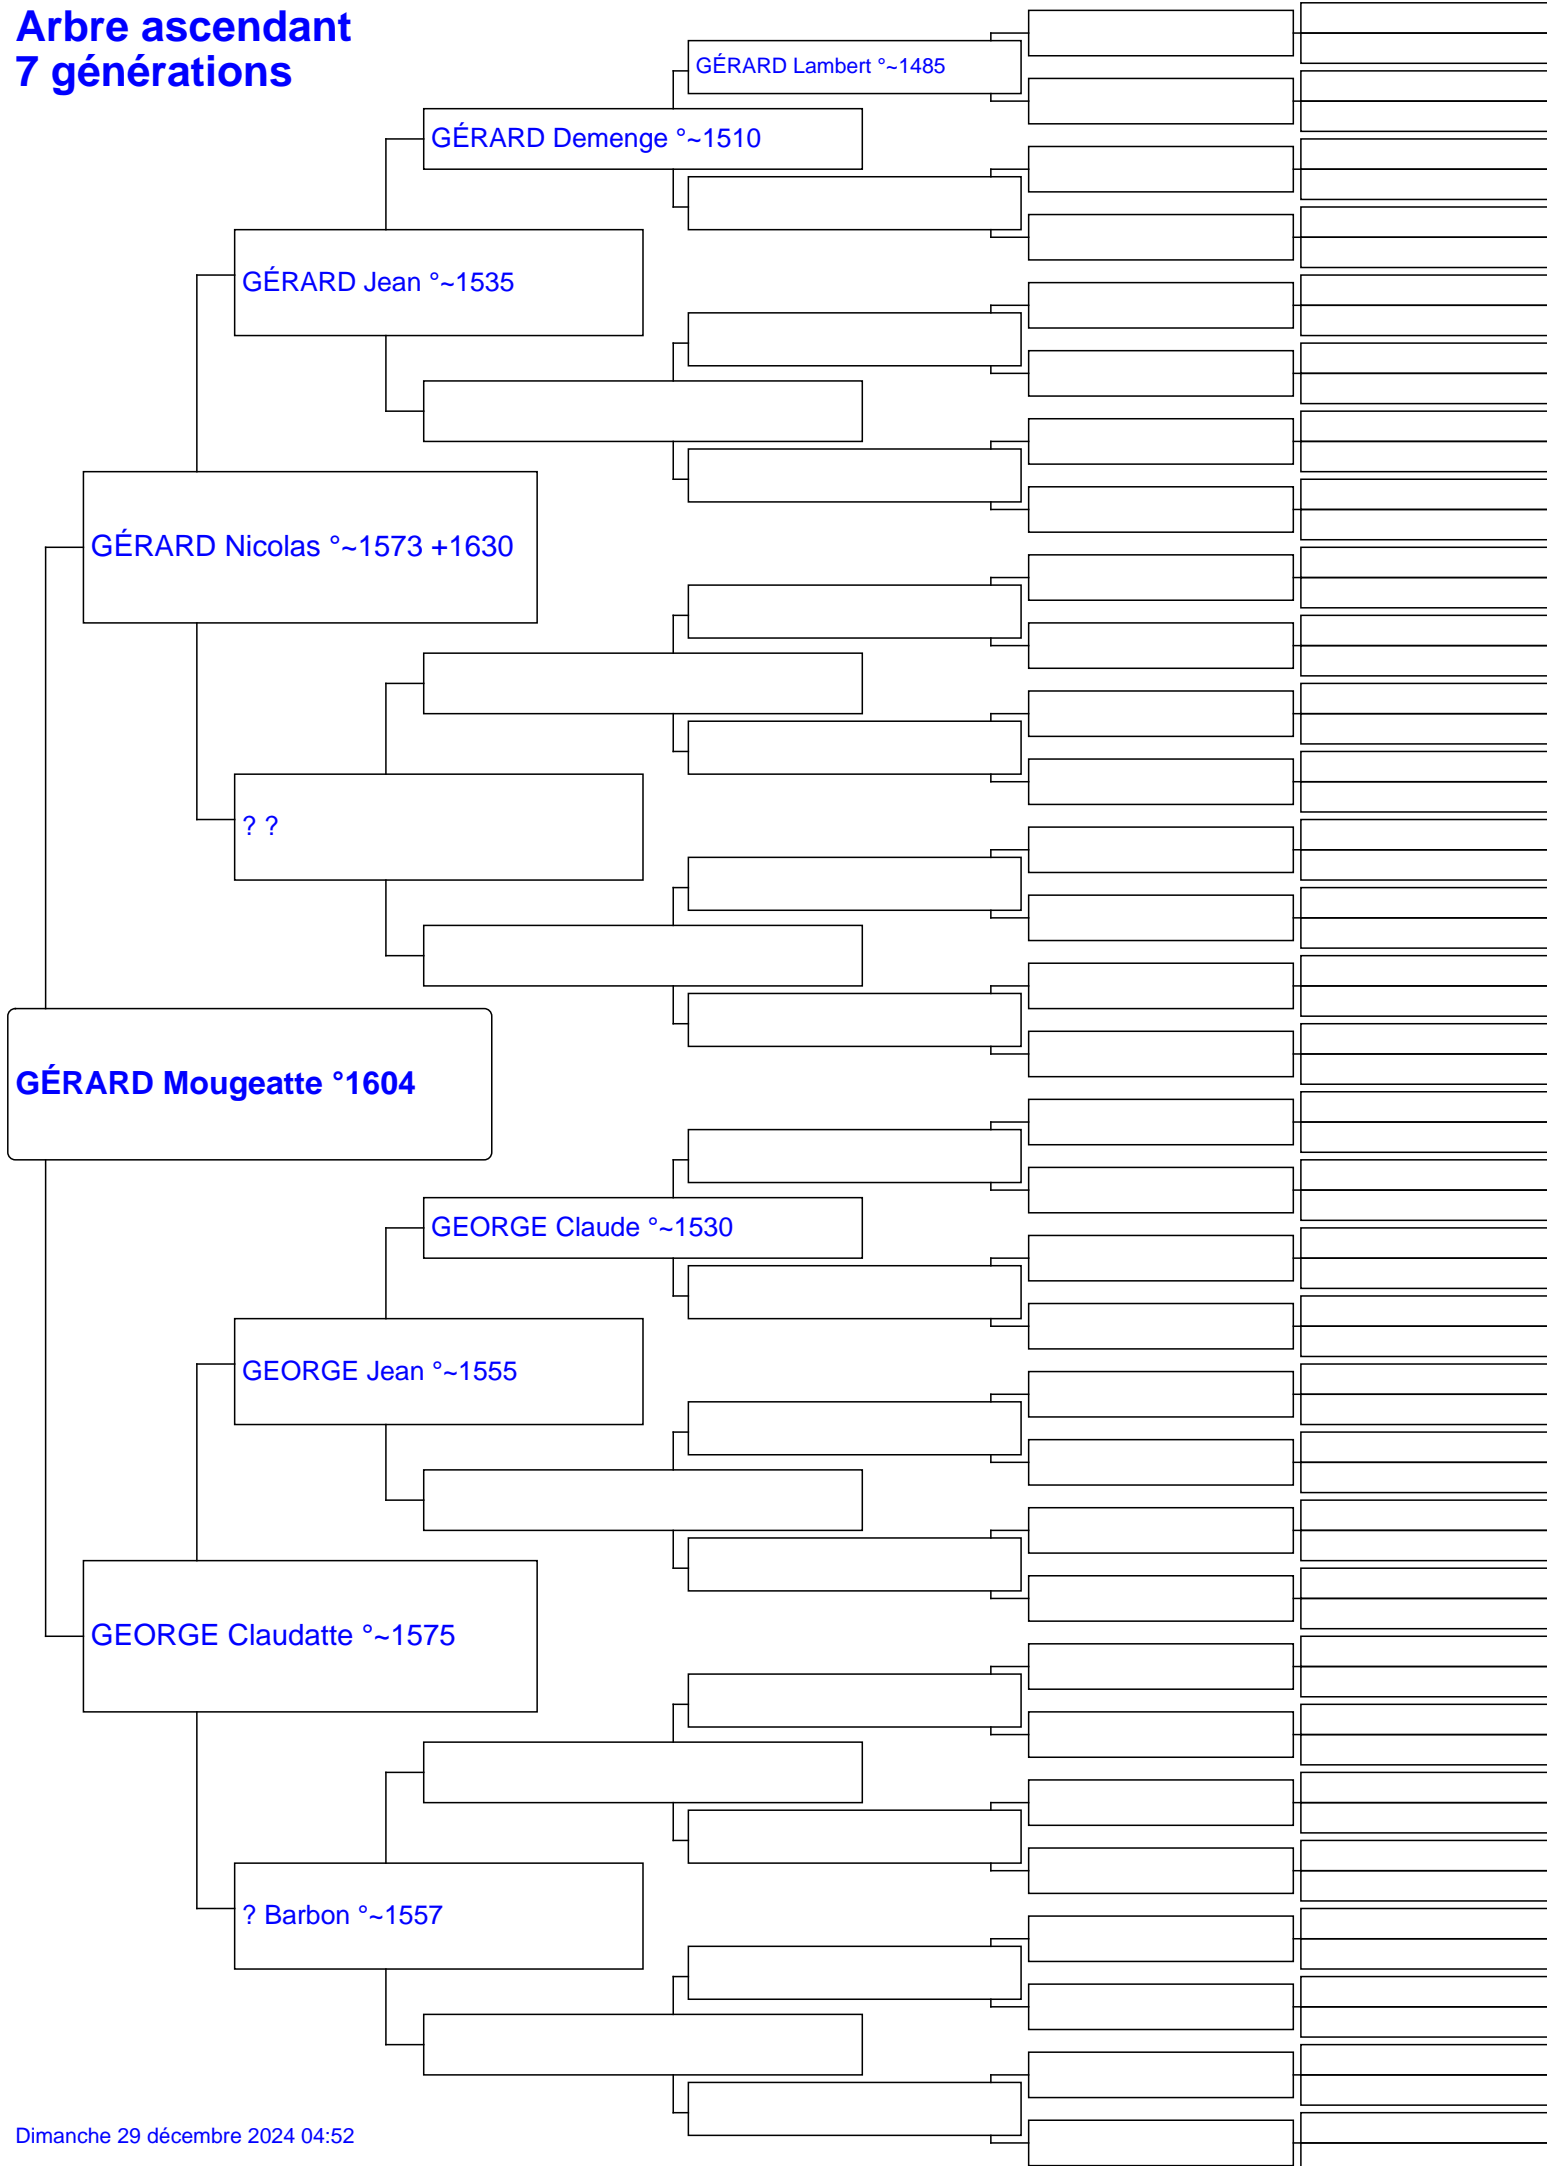 Arbre ascendant
7 générations
GÉRARD Lambert °~1485
GÉRARD Demenge °~1510
GÉRARD Jean °~1535
GÉRARD Nicolas °~1573 +1630
? ?
GÉRARD Mougeatte °1604
GEORGE Claude °~1530
GEORGE Jean °~1555
GEORGE Claudatte °~1575
? Barbon °~1557
Dimanche 29 décembre 2024 04:52